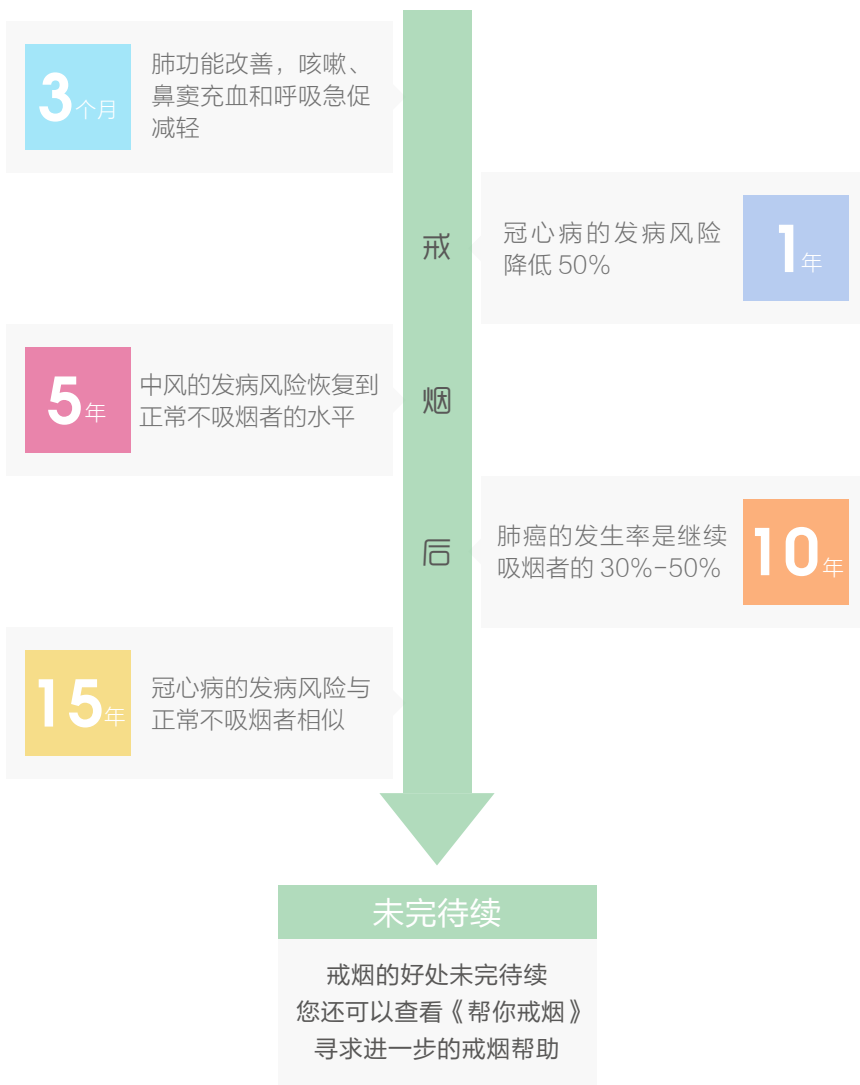 3个月
肺功能改善，咳嗽、
鼻窦充血和呼吸急促
减轻
戒
冠心病的发病风险
降低 50%
1年
5年
中风的发病风险恢复到
正常不吸烟者的水平
烟
后
肺癌的发生率是继续
吸烟者的 30%-50%
10年
15年
冠心病的发病风险与
正常不吸烟者相似
未完待续
戒烟的好处未完待续
您还可以查看《帮你戒烟》
寻求进一步的戒烟帮助